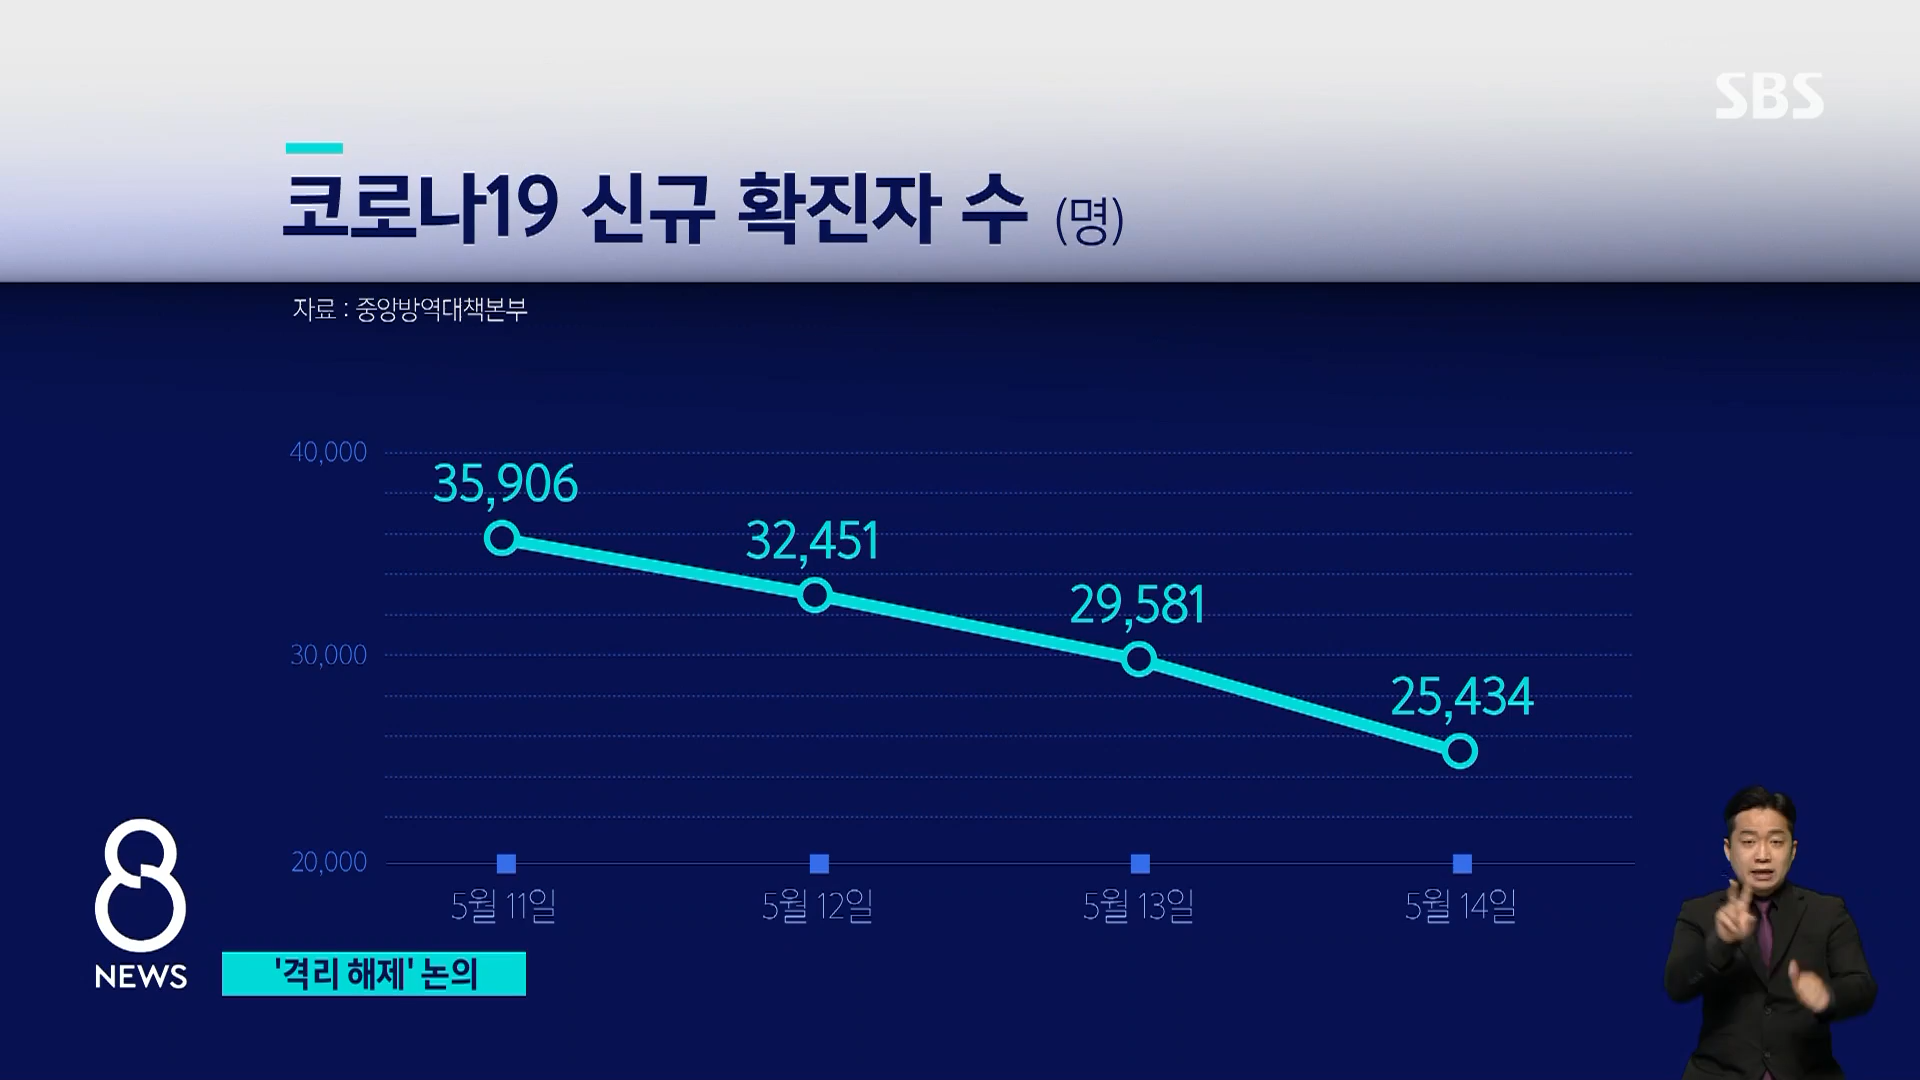 SBS
코로나19 신규 확진자 수 (명)
자료 : 중앙방역대책본부
40,000
35,906
32,451
29,581
30,000
25,434
20,000
5월 11일 5월 12일 5월 13일 5월 14일
8
NEWS
'격리 해제' 논의